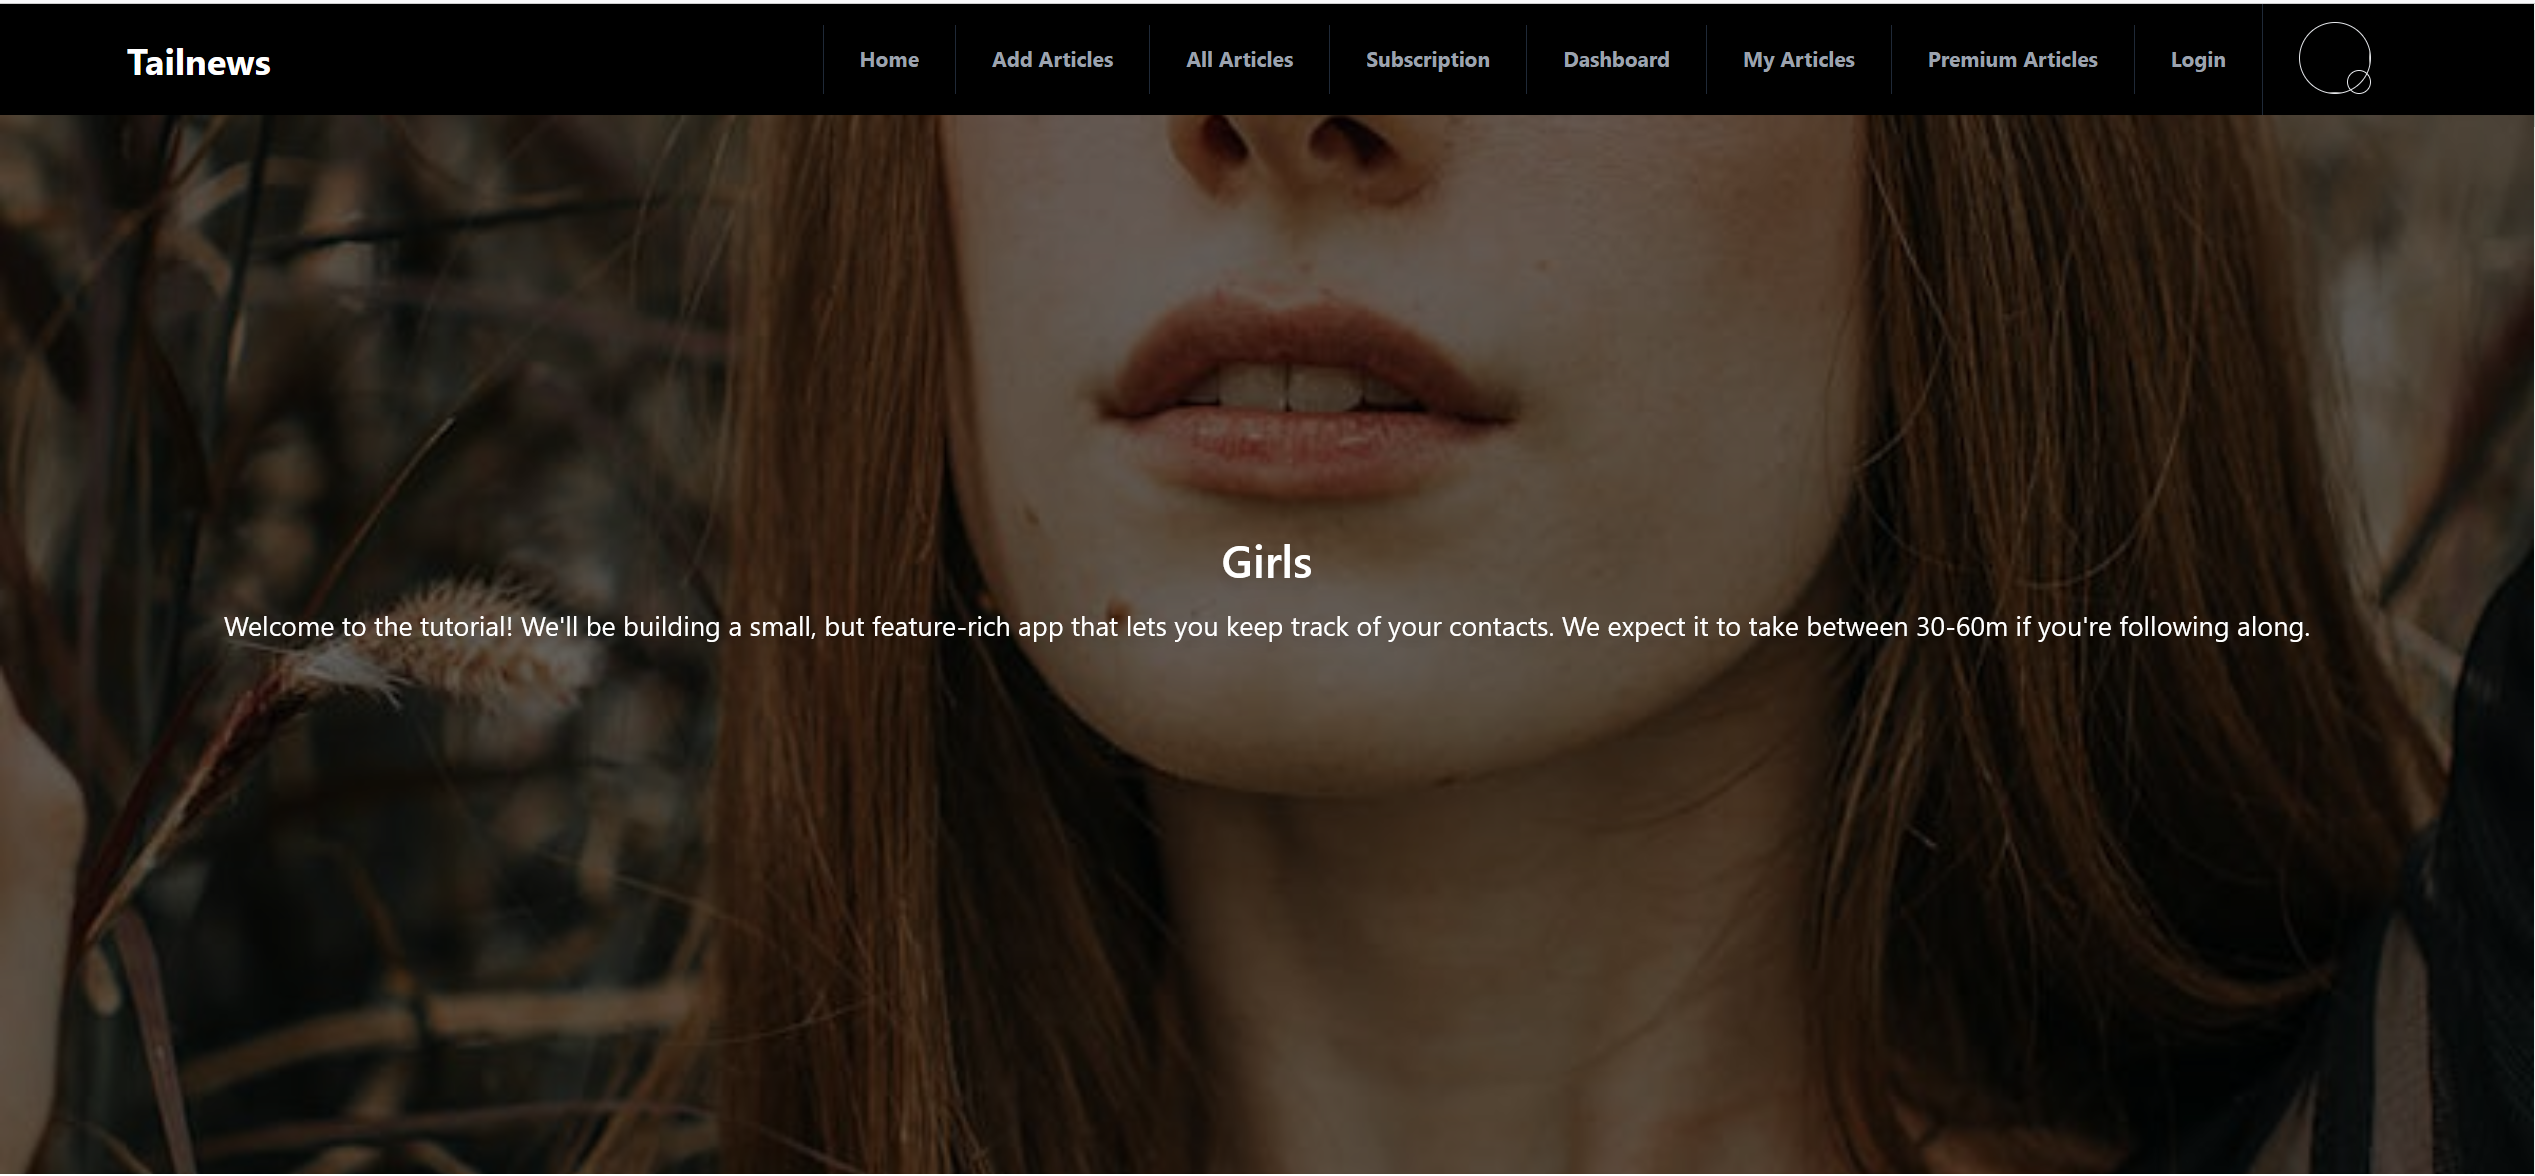 Tailnews
Home
Add Articles
All Articles
Subscription
Dashboard
My Articles
Premium Articles
Login
Girls
Welcome to the tutorial! We'll be building a small, but feature-rich app that lets you keep track of your contacts. We expect it to take between 30-60m if you're following along.